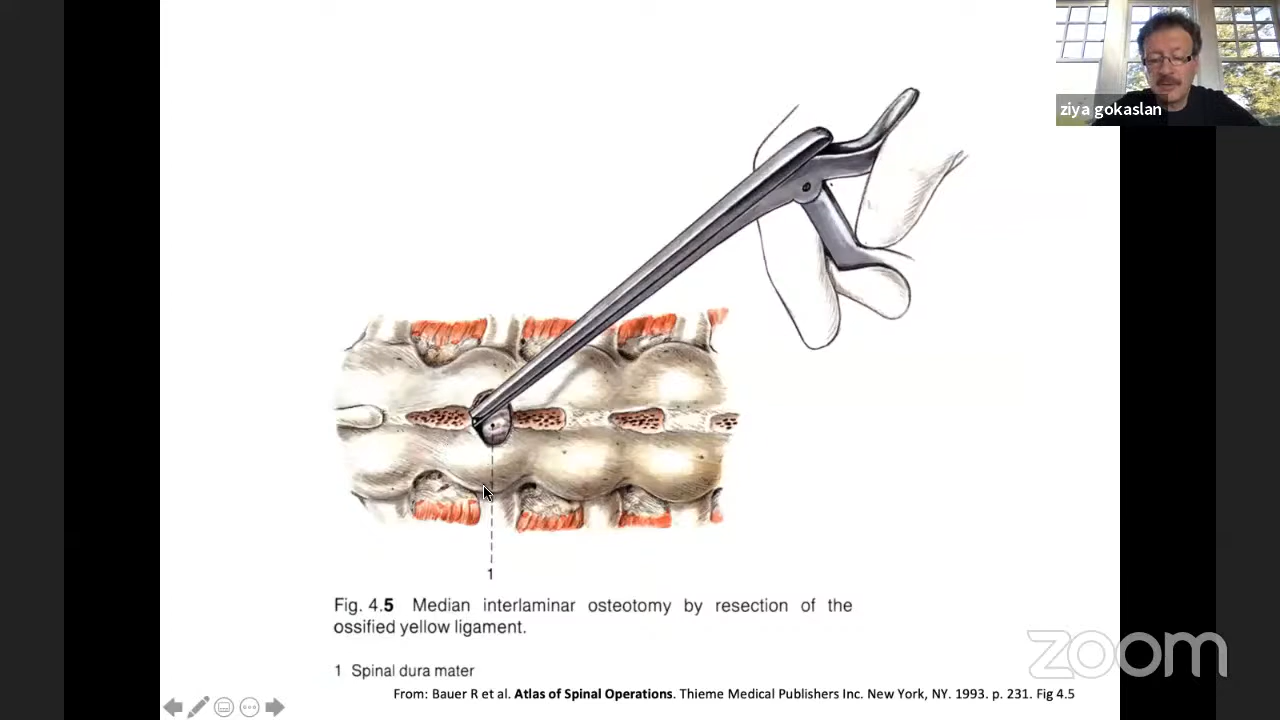 ziya gokaslan
1
Fig. 4.5 Median interlaminar osteotomy by resection of the
ossified yellow ligament.
1 Spinal dura mater
From: Bauer R et al. Atlas of Spinal Operations. Thieme Medical Publishers Inc. New York, NY. 1993. p. 231. Fig 4.5
zoom